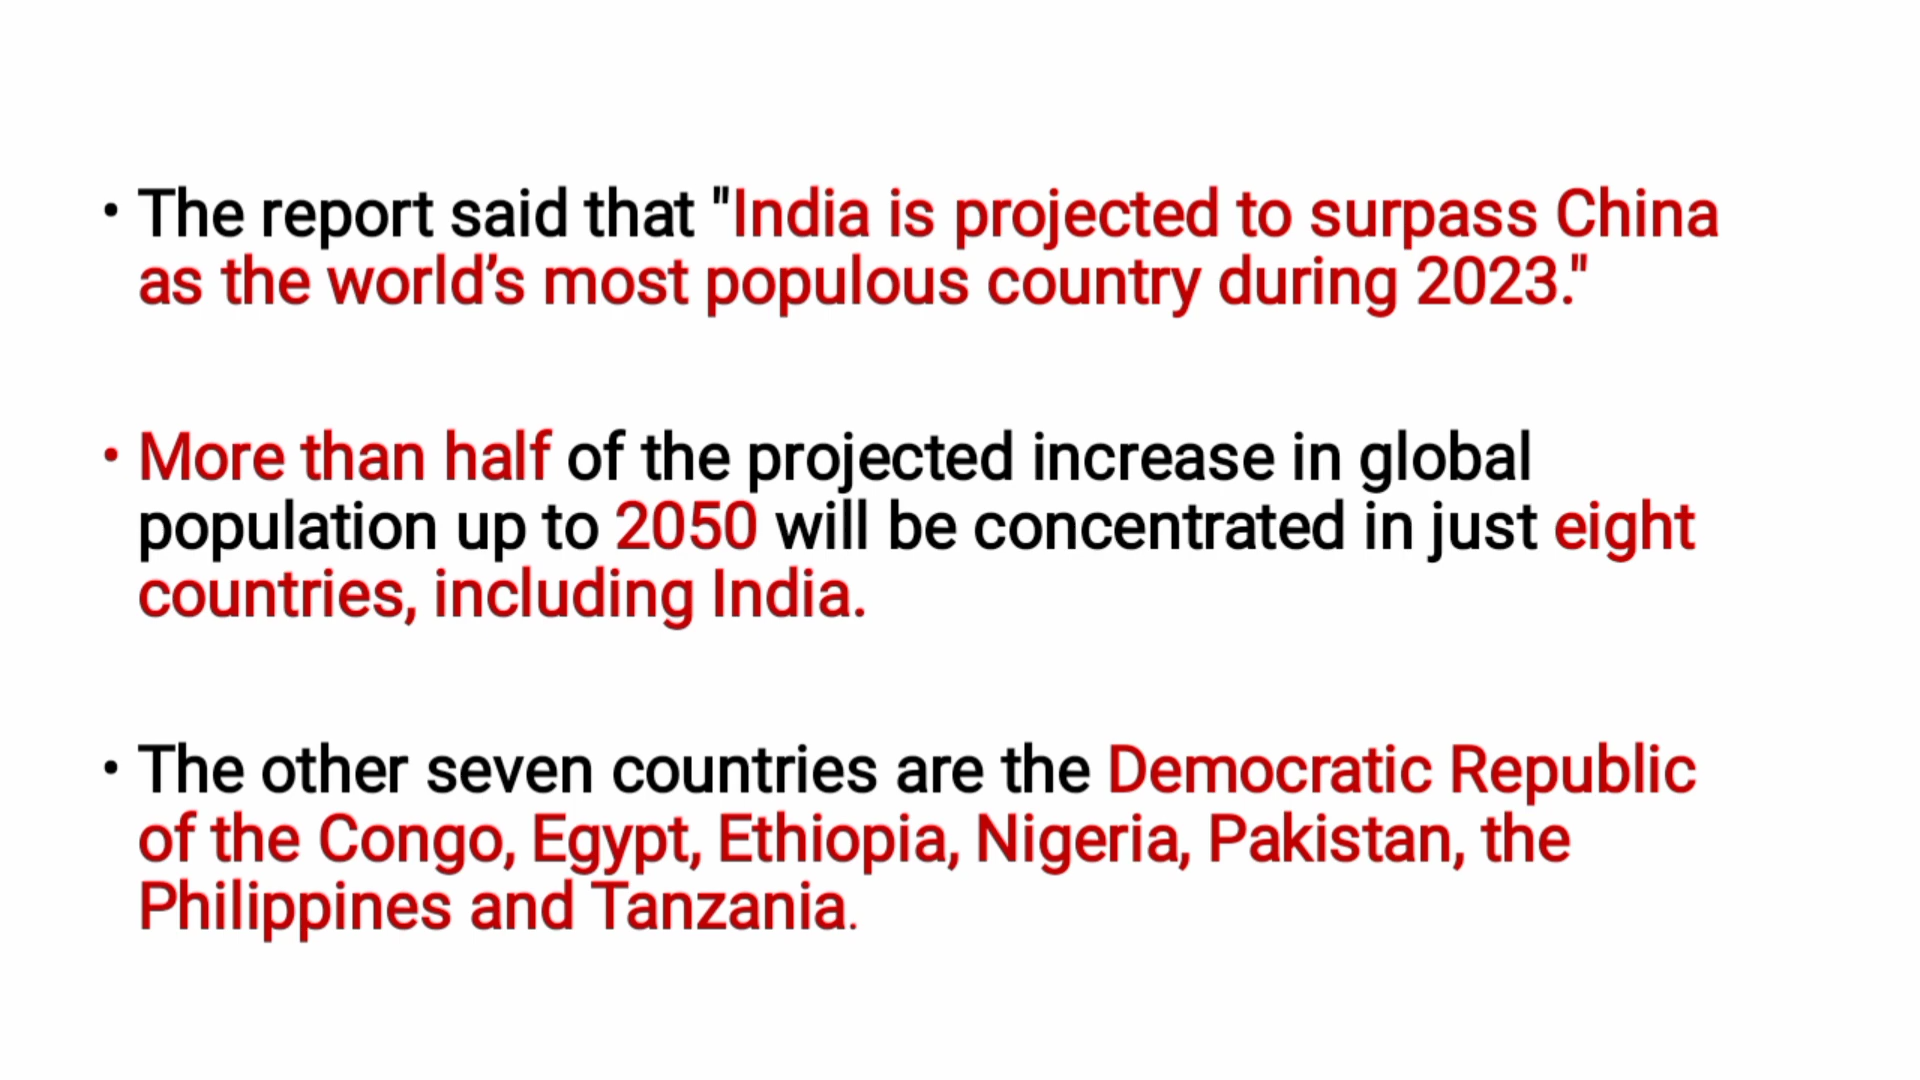 • The report said that "India is projected to surpass China
as the world’s most populous country during 2023."
• More than half of the projected increase in global
population up to 2050 will be concentrated in just eight
countries, including India.
• The other seven countries are the Democratic Republic
of the Congo, Egypt, Ethiopia, Nigeria, Pakistan, the
Philippines and Tanzania.